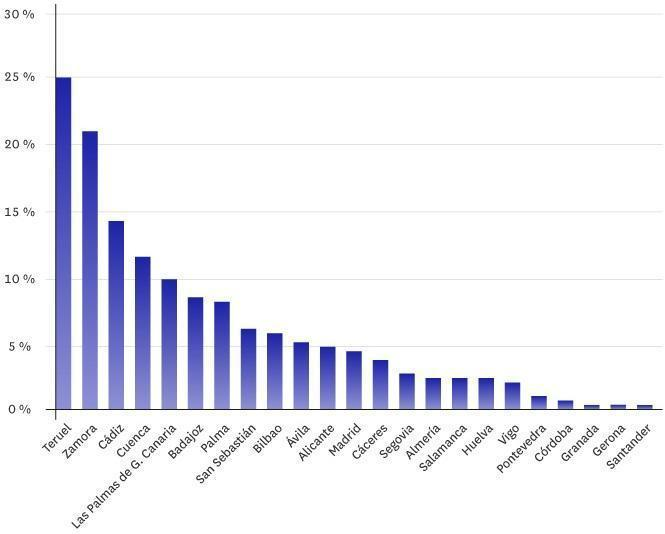 30 %
25 %
20 %
15 %
10 %
5 %
0 %
Teruel
Zamora
Cádiz
Cuenca
Las Palmas de G. Canaria
Badajoz
Palma
San Sebastián
Bilbao
Ávila
Alicante
Madrid
Cáceres
Segovia
Almería
Salamanca
Huelva
Vigo
Pontevedra
Córdoba
Granada
Gerona
Santander